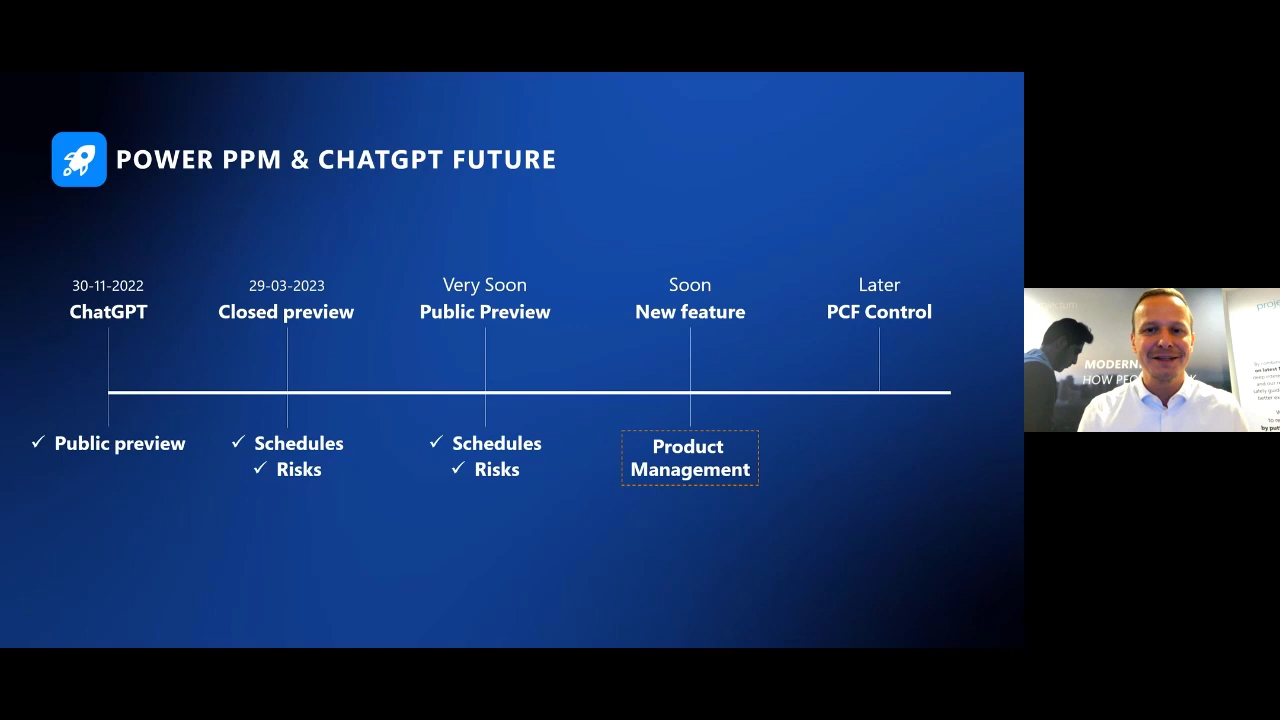 POWER PPM & CHATGPT FUTURE
30-11-2022
ChatGPT
29-03-2023
Closed preview
Very Soon
Public Preview
Soon
New feature
Later
PCF Control
✓ Public preview
✓ Schedules
✓ Risks
✓ Schedules
✓ Risks
Product
Management
MODERN
HOW